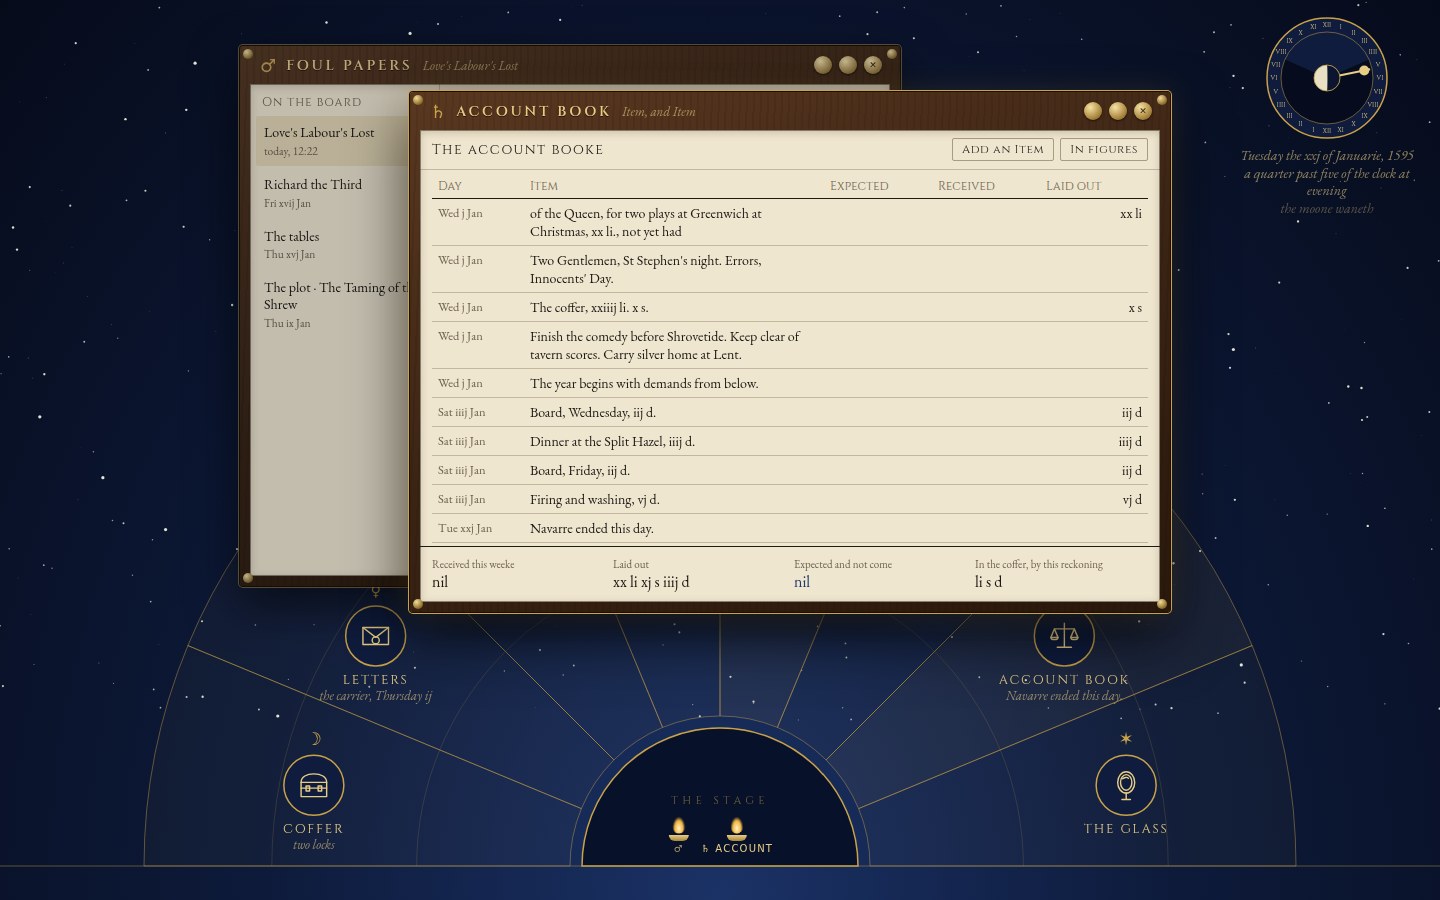 FOUL PAPERS Love's Labour's Lost
ON THE BOARD
Love's Labour's Lost
today, 12:22
Richard the Third
Fri xvij Jan
The tables
Thu xvj Jan
The plot · The Taming of th
Shrew
Thu ix Jan
ACCOUNT BOOK Item, and Item
THE ACCOUNT BOOKE
ADD AN ITEM
IN FIGURES
DAY ITEM EXPECTED RECEIVED LAID OUT
Wed j Jan of the Queen, for two plays at Greenwich at xx li
Christmas, xx li., not yet had
Wed j Jan Two Gentlemen, St Stephen's night. Errors,
Innocents' Day.
Wed j Jan The coffer, xxiiij li. x s. x s
Wed j Jan Finish the comedy before Shrovetide. Keep clear of
tavern scores. Carry silver home at Lent.
Wed j Jan The year begins with demands from below.
Sat iiij Jan Board, Wednesday, iij d. iij d
Sat iiij Jan Dinner at the Split Hazel, iiij d. iiij d
Sat iiij Jan Board, Friday, iij d. iij d
Sat iiij Jan Firing and washing, vj d. vj d
Tue xxj Jan Navarre ended this day.
Received this weeke Laid out Expected and not come In the coffer, by this reckoning
nil xx li xj s iiij d nil li s d
Tuesday the xxj of Januarie, 1595
a quarter past five of the clock at
evening
the moone waneth
LETTERS
the carrier, Thursday ij
COFFER
two locks
ACCOUNT BOOK
Navarre ended this day.
THE GLASS
THE STAGE
♂ ♄ ACCOUNT